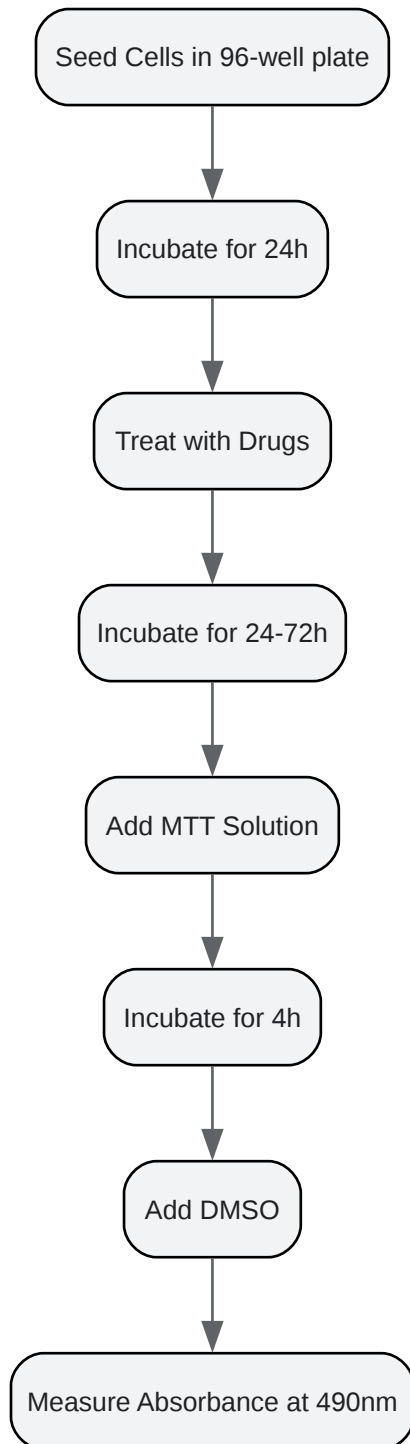 Seed Cells in 96-well plate
Incubate for 24h
Treat with Drugs
Incubate for 24-72h
Add MTT Solution
Incubate for 4h
Add DMSO
Measure Absorbance at 490nm